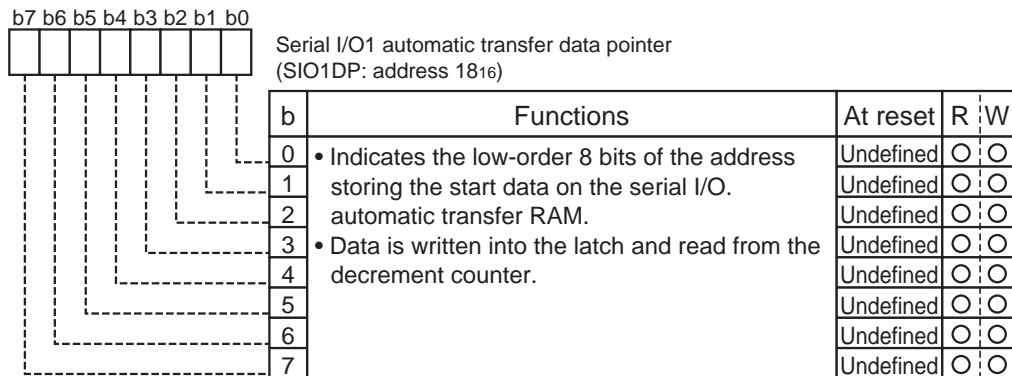 b7 b6 b5 b4 b3 b2 b1 b0
Serial I/O1 automatic transfer data pointer
(SIO1DP: address 1816)
b Functions At reset R W
0 • Indicates the low-order 8 bits of the address Undefined O O
1 storing the start data on the serial I/O. Undefined O O
2 automatic transfer RAM. Undefined O O
3 • Data is written into the latch and read from the Undefined O O
4 decrement counter. Undefined O O
5 Undefined O O
6 Undefined O O
7 Undefined O O